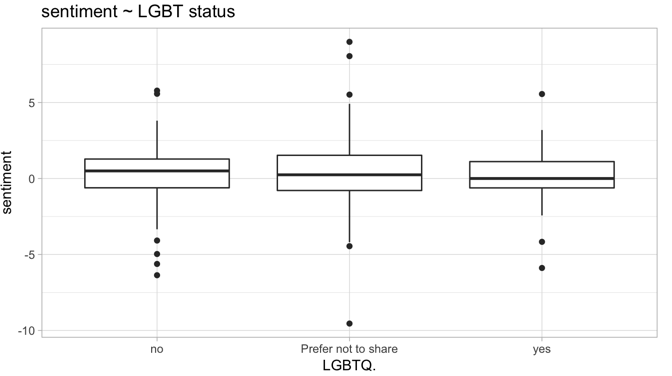 sentiment ~ LGBT status
5
0
-5
-10
sentiment
no Prefer not to share yes
LGBTQ.